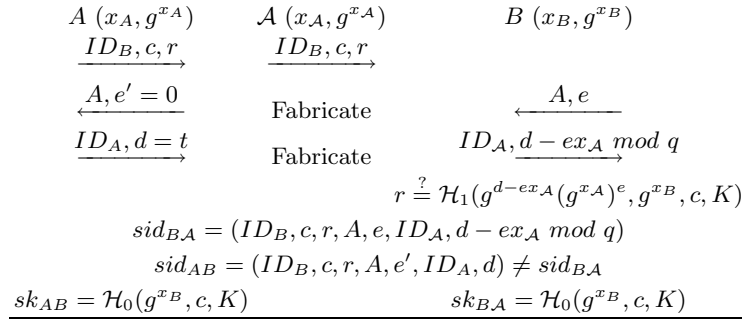 A (x_A, g^{x_A}) 𝒜 (x_𝒜, g^{x_𝒜}) B (x_B, g^{x_B})
ID_B, c, r ID_B, c, r
A, e′ = 0 Fabricate A, e
ID_A, d = t Fabricate ID_𝒜, d − ex_𝒜 mod q
r ≟ ℋ_1(g^{d−ex_𝒜}(g^{x_𝒜})^e, g^{x_B}, c, K)
sid_{B𝒜} = (ID_B, c, r, A, e, ID_𝒜, d − ex_𝒜 mod q)
sid_{AB} = (ID_B, c, r, A, e′, ID_A, d) ≠ sid_{B𝒜}
sk_{AB} = ℋ_0(g^{x_B}, c, K) sk_{B𝒜} = ℋ_0(g^{x_B}, c, K)